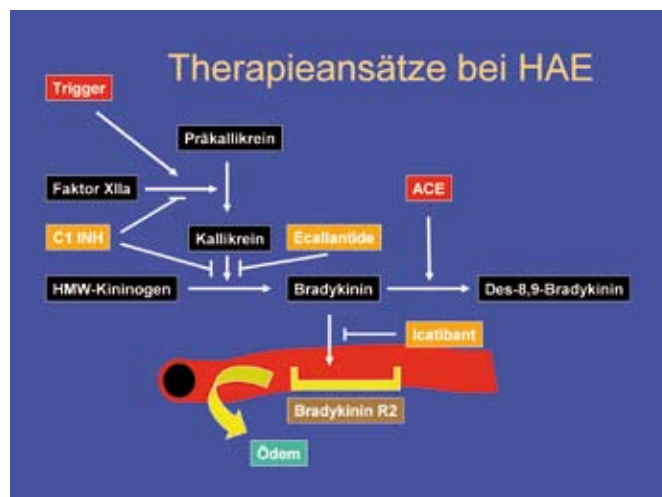 Therapieansätze bei HAE
Trigger
Präkallikrein
Faktor XIIa
ACE
C1 INH
Kallikrein
Ecallantide
HMW-Kininogen
Bradykinin
Des-8,9-Bradykinin
Icatibant
Bradykinin R2
Ödem